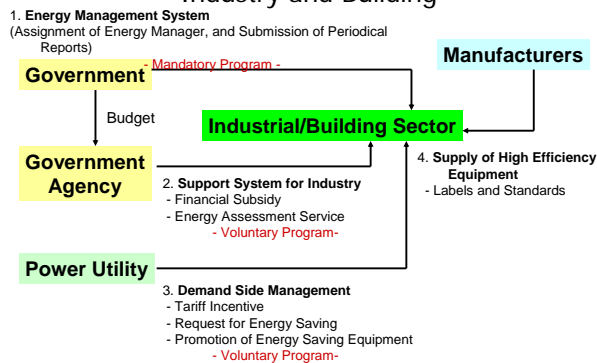 Industry and Building
1. Energy Management System
(Assignment of Energy Manager, and Submission of Periodical
Reports)
- Mandatory Program -
Government
Manufacturers
Budget
Industrial/Building Sector
Government
Agency
2. Support System for Industry
- Financial Subsidy
- Energy Assessment Service
- Voluntary Program-
4. Supply of High Efficiency
Equipment
- Labels and Standards
Power Utility
3. Demand Side Management
- Tariff Incentive
- Request for Energy Saving
- Promotion of Energy Saving Equipment
- Voluntary Program-